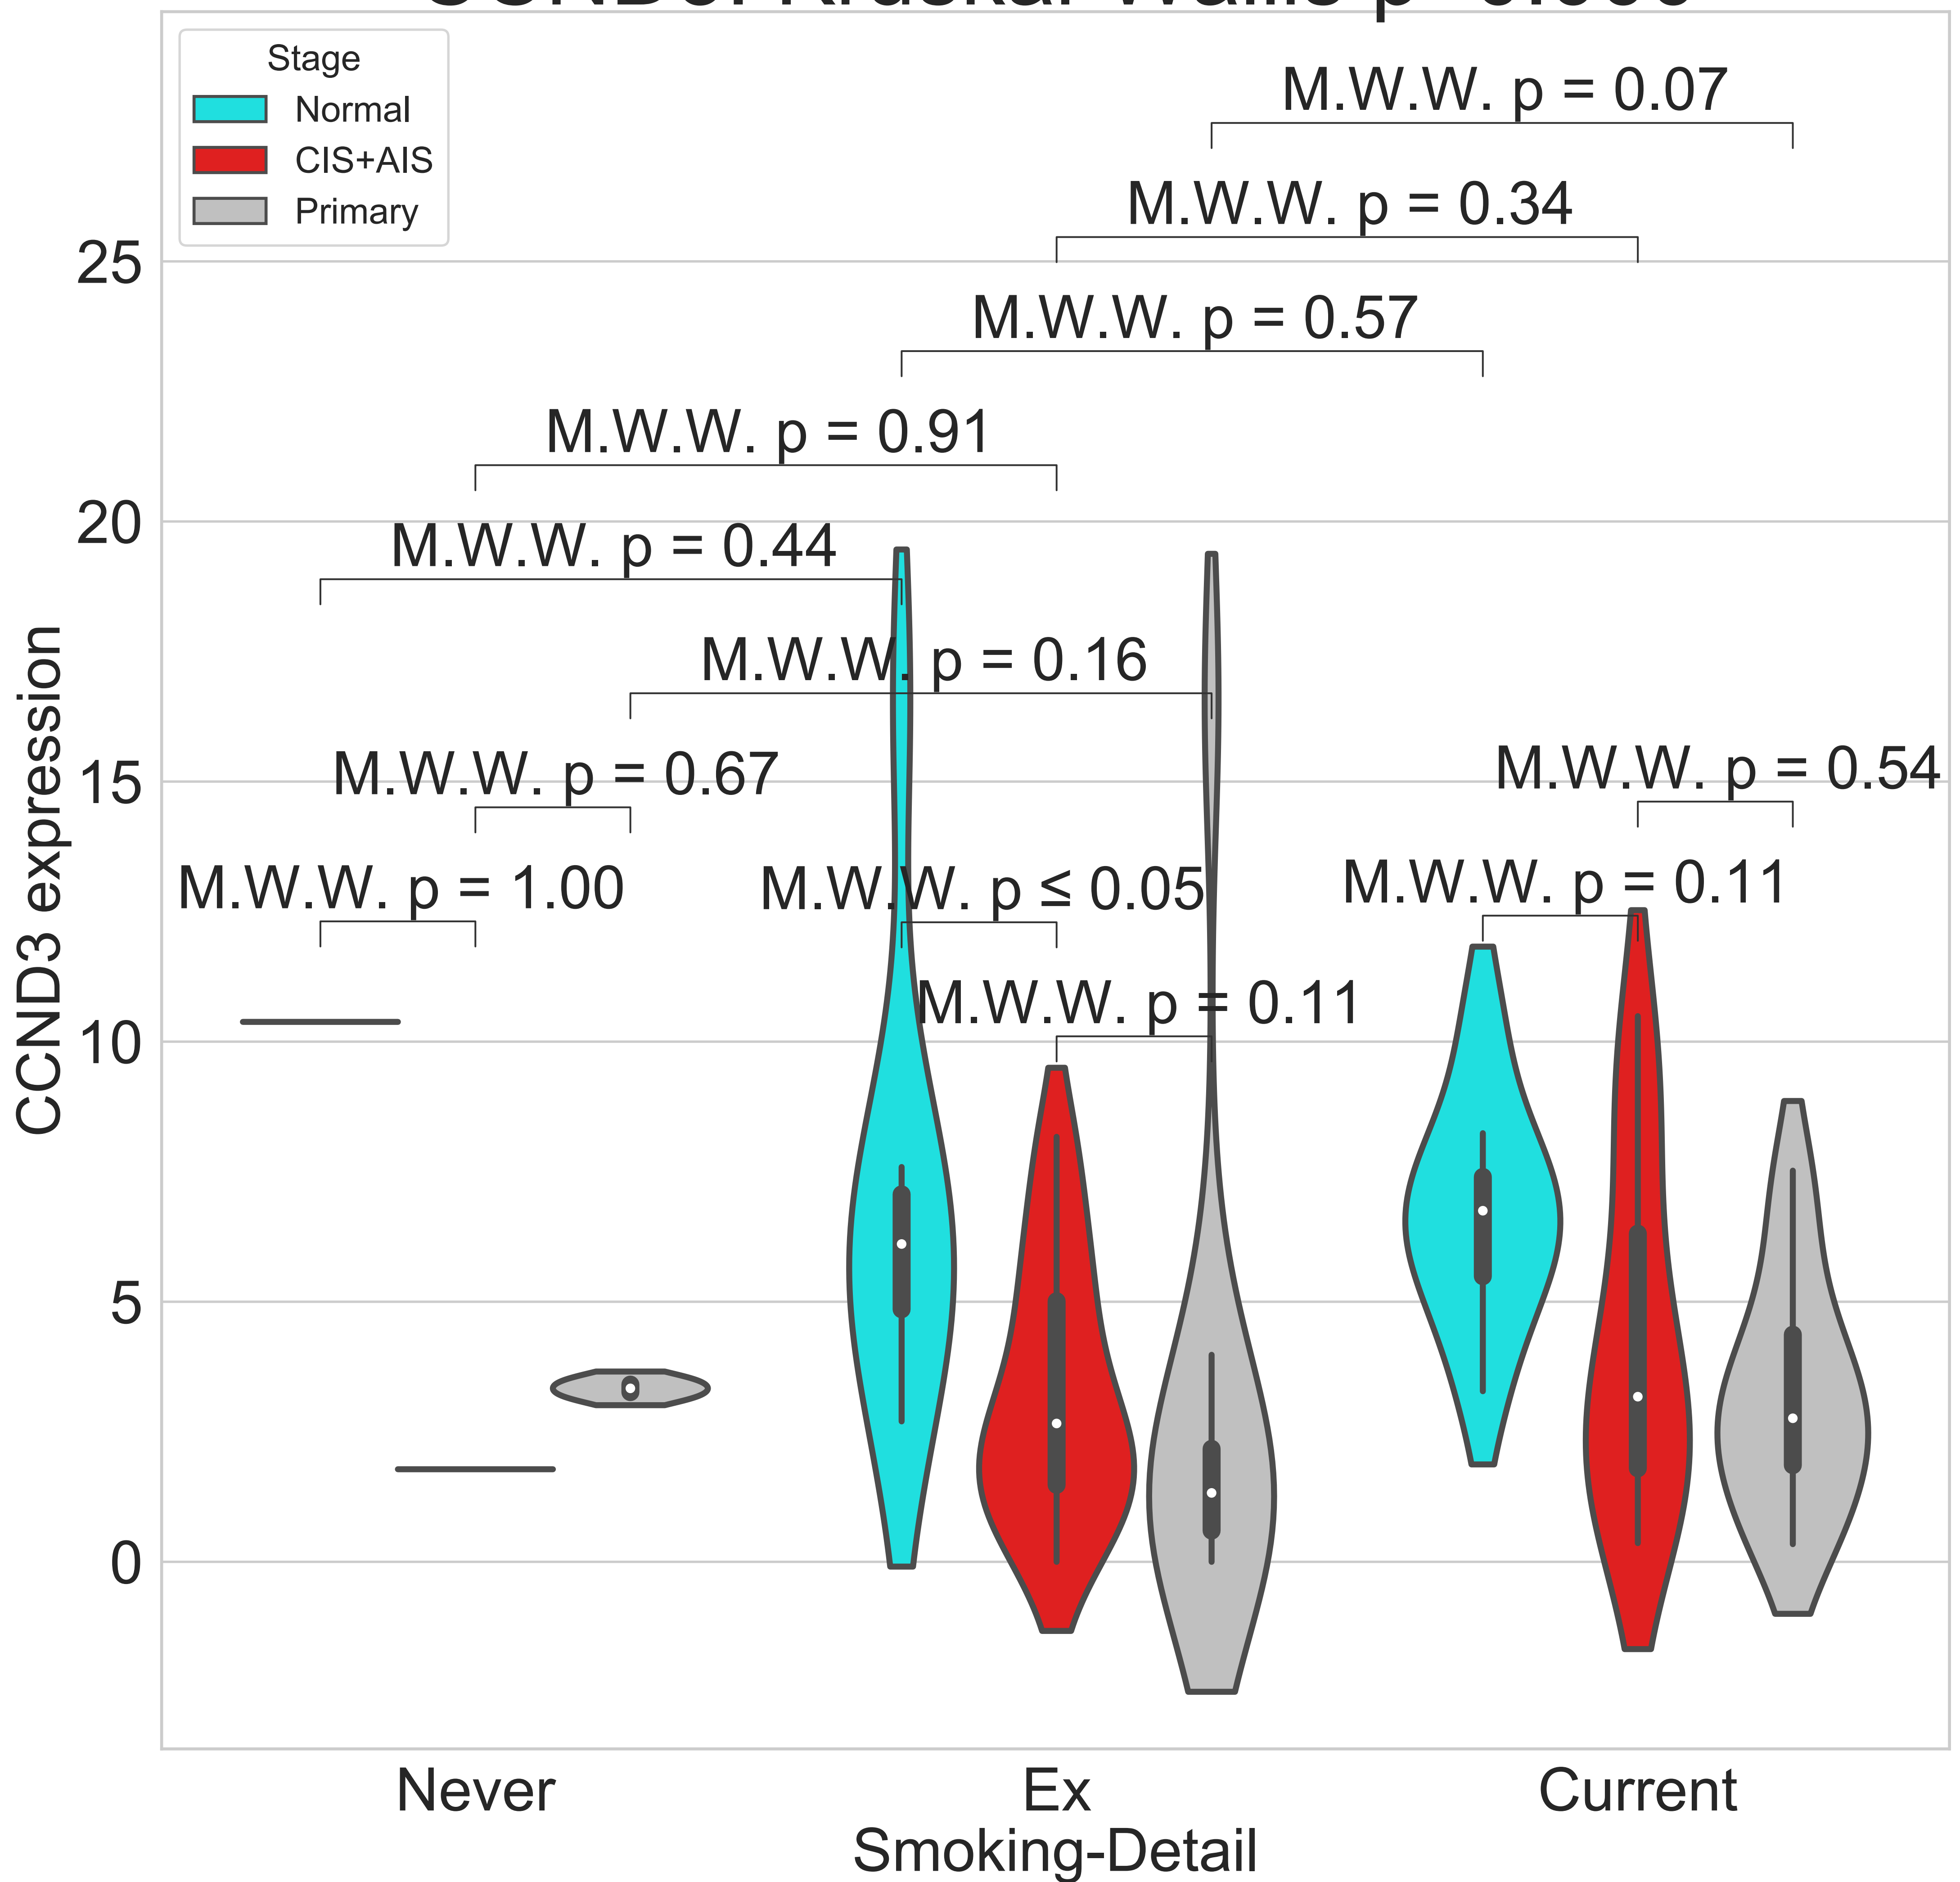 Stage
Normal
CIS+AIS
Primary
M.W.W. p = 0.07
M.W.W. p = 0.34
M.W.W. p = 0.57
M.W.W. p = 0.91
M.W.W. p = 0.44
M.W.W. p = 0.16
M.W.W. p = 0.67
M.W.W. p = 0.54
M.W.W. p = 1.00
M.W.W. p ≤ 0.05
M.W.W. p = 0.11
M.W.W. p = 0.11
CCND3 expression
25
20
15
10
5
0
Never
Ex
Current
Smoking-Detail